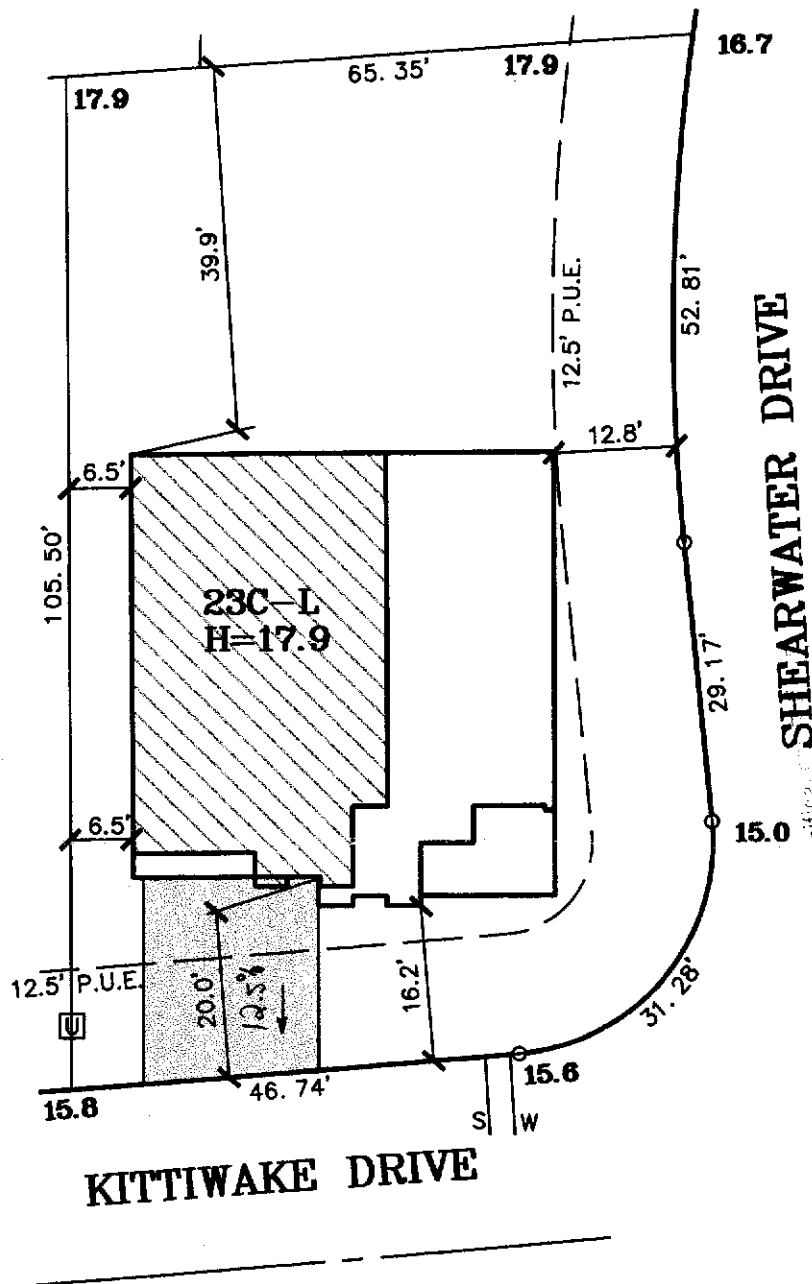 16.7
65.35'
17.9
17.9
39.9'
12.5' P.U.E.
52.81'
SHEARWATER DRIVE
12.8'
6.5'
105.50'
23C-L
H=17.9
29.17'
6.5'
15.0
12.5' P.U.E.
20.0'
12.5%
16.2'
31.28'
U
46.74'
15.6
15.8
S W
KITTIWAKE DRIVE